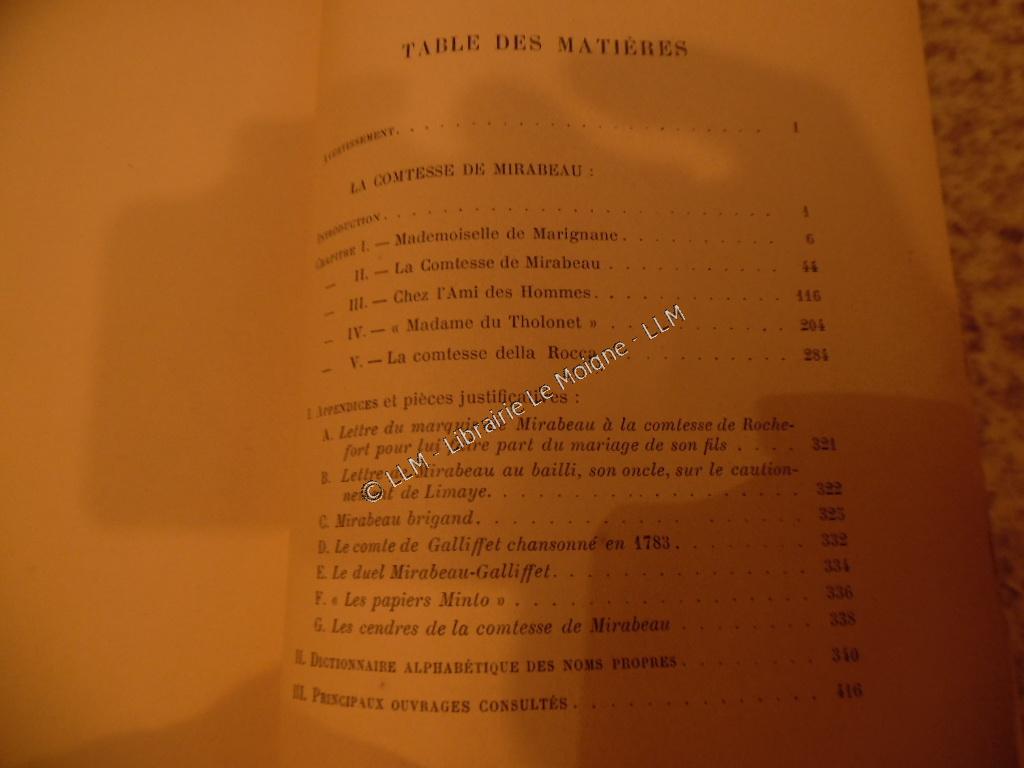 TABLE DES MATIÈRES
AVERTISSEMENT. . . . . . . . . . . . . . . . . . . . . . . 1
LA COMTESSE DE MIRABEAU :
INTRODUCTION . . . . . . . . . . . . . . . . . . . 1
CHAPITRE I. — Mademoiselle de Marignane. . . . . . . . . . 6
— II. — La Comtesse de Mirabeau . . . . . . . . . . . 44
— III. — Chez l'Ami des Hommes. . . . . . . . . . . . 116
— IV. — « Madame du Tholonet » . . . . . . . . . . . 204
— V. — La comtesse della Rocca . . . . . . . . . . 284
I. APPENDICES et pièces justificatives :
A. Lettre du marquis de Mirabeau à la comtesse de Roche-
fort pour lui faire part du mariage de son fils . . . . 321
B. Lettre de Mirabeau au bailli, son oncle, sur le caution-
nement de Limaye. . . . . . . . . . . . . . . . . 322
C. Mirabeau brigand. . . . . . . . . . . . . . . . . . 325
D. Le comte de Galliffet chansonné en 1783. . . . . . . . 332
E. Le duel Mirabeau-Galliffet. . . . . . . . . . . . . . 334
F. « Les papiers Minto » . . . . . . . . . . . . . . . . 336
G. Les cendres de la comtesse de Mirabeau . . . . . . . . 338
II. DICTIONNAIRE ALPHABÉTIQUE DES NOMS PROPRES. . . . . . . . 340
III. PRINCIPAUX OUVRAGES CONSULTÉS. . . . . . . . . . . . . . 416
© LLM - Librairie Le Moigne - LLM